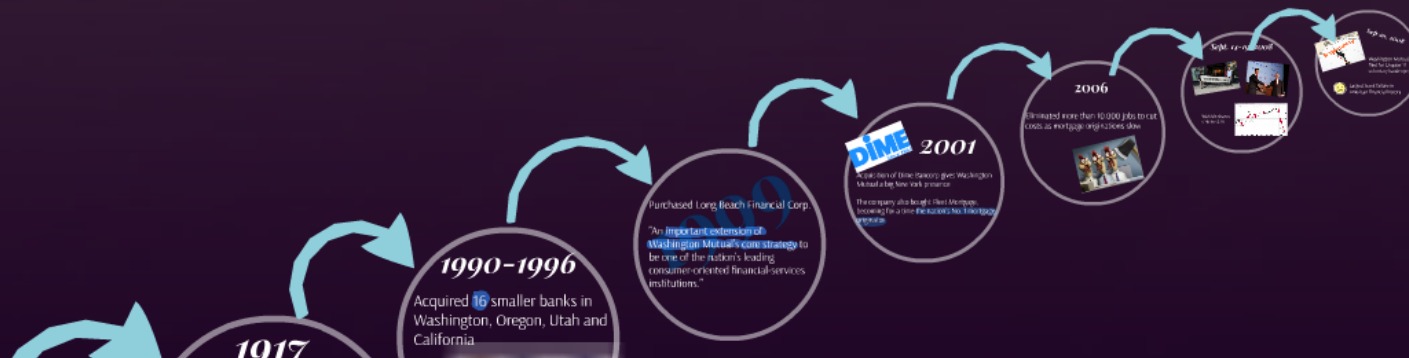 1917
1990-1996
Acquired 16 smaller banks in
Washington, Oregon, Utah and
California
Purchased Long Beach Financial Corp.
"An important extension of
Washington Mutual's core strategy to
be one of the nation's leading
consumer-oriented financial-services
institutions."
DiME
2001
Acquisition of Dime Bancorp gives Washington
Mutual a big New York presence
The company also bought Fleet Mortgage,
becoming for a time the nation's No. 1 mortgage
originator
2006
Eliminated more than 10,000 jobs to cut
costs as mortgage originations slow